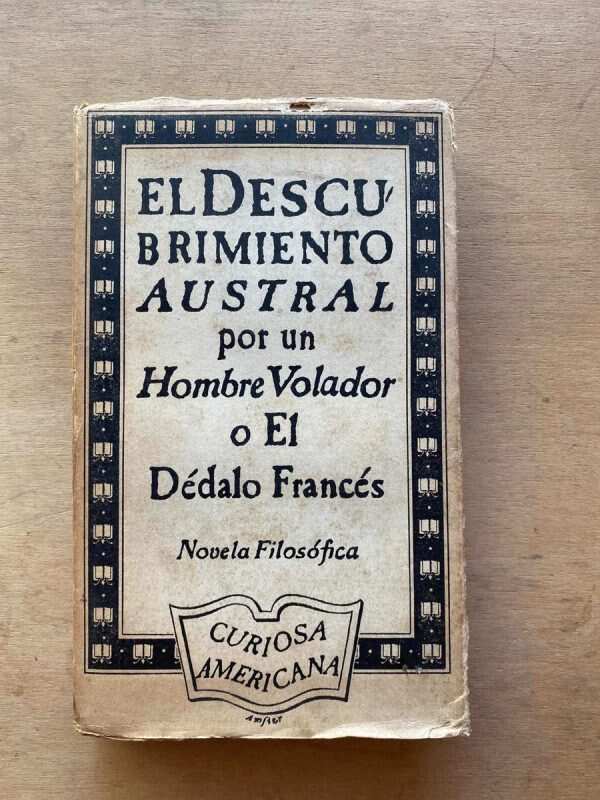 EL DESCU-
BRIMIENTO
AUSTRAL
por un
Hombre Volador
o El
Dédalo Francés
Novela Filosófica
CURIOSA
AMERICANA